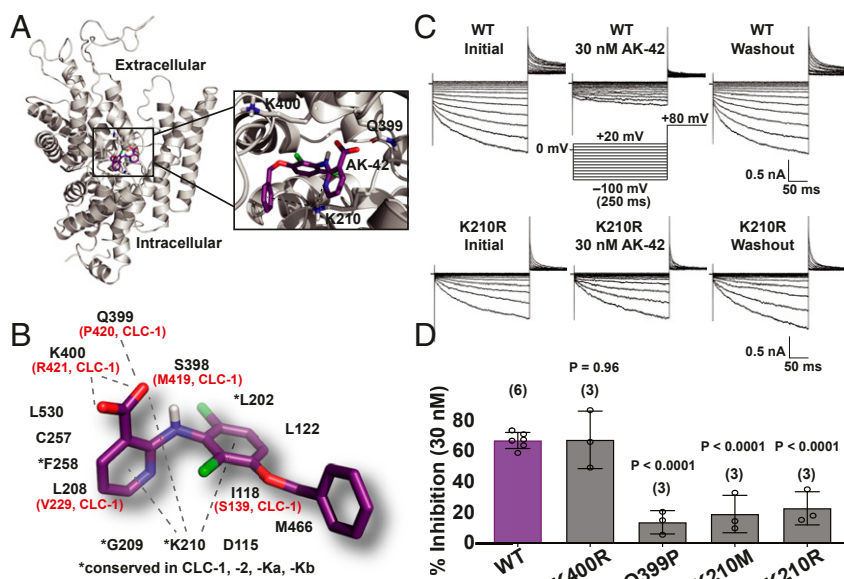 A
Extracellular
K400
Q399
AK-42
K210
Intracellular
B
Q399
(P420, CLC-1)
K400
(R421, CLC-1)
S398
(M419, CLC-1)
*L202
L530
L122
C257
*F258
L208
(V229, CLC-1)
I118
(S139, CLC-1)
M466
*G209
*K210
D115
*conserved in CLC-1, -2, -Ka, -Kb
C
WT
Initial
WT
30 nM AK-42
WT
Washout
+80 mV
+20 mV
0 mV
–100 mV
(250 ms)
0.5 nA
50 ms
K210R
Initial
K210R
30 nM AK-42
K210R
Washout
0.5 nA
50 ms
D
% Inhibition (30 nM)
80
60
40
20
0
(6)
P = 0.96
(3)
P < 0.0001
(3)
P < 0.0001
(3)
P < 0.0001
(3)
WT
K400R
Q399P
K210M
K210R